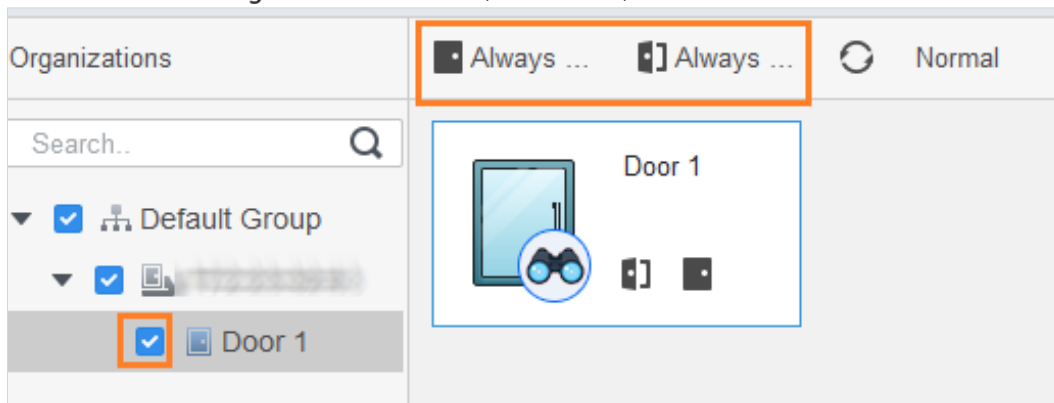 Organizations
Always ... Always ... Normal
Search..
Door 1
Default Group
Door 1